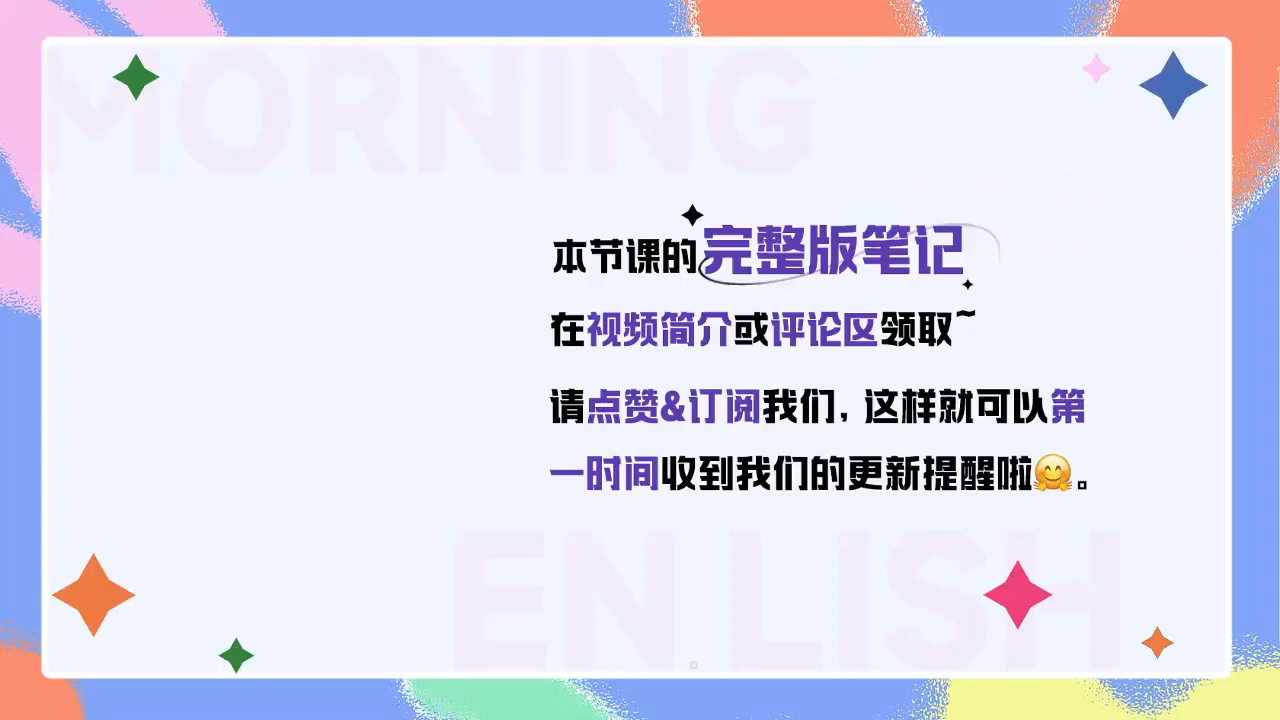 MORNING
本节课的完整版笔记
在视频简介或评论区领取~
请点赞&订阅我们，这样就可以第
一时间收到我们的更新提醒啦🤗。
EN LISH